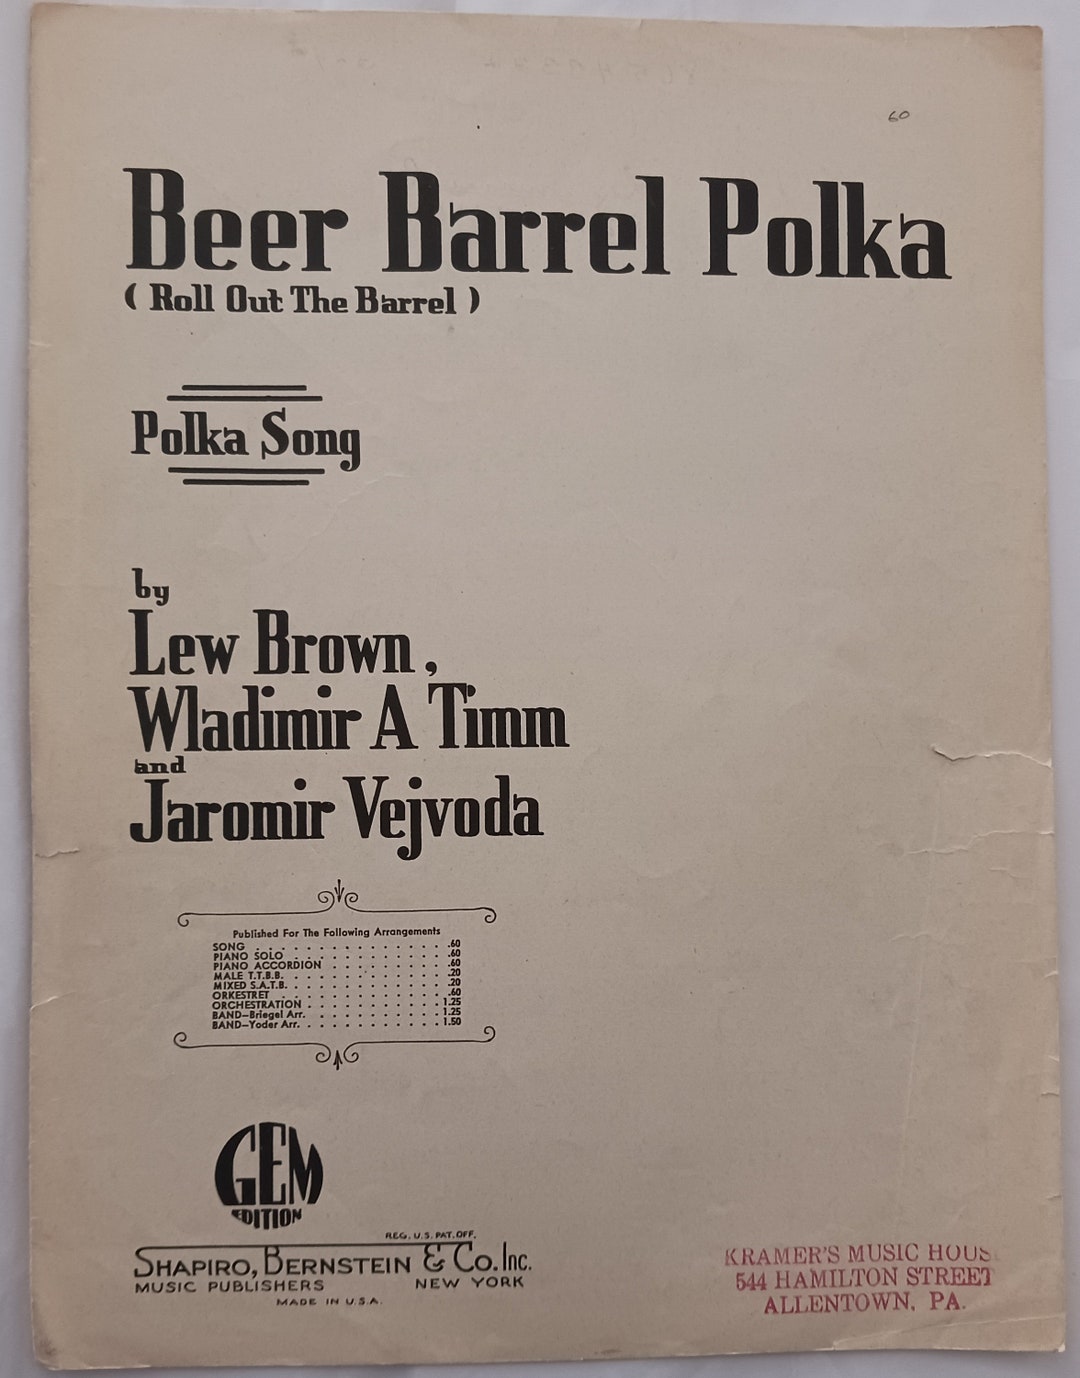 60
Beer Barrel Polka
( Roll Out The Barrel )
Polka Song
by
Lew Brown,
Wladimir A Timm
and
Jaromir Vejvoda
Published For The Following Arrangements
SONG . . . . . . . . . . . .60
PIANO SOLO . . . . . . . . . .60
PIANO ACCORDION . . . . . . . .60
MALE T.T.B.B. . . . . . . . . . .20
MIXED S.A.T.B. . . . . . . . . . .20
ORKESTRET . . . . . . . . . . .60
ORCHESTRATION . . . . . . . . . 1.25
BAND—Briegel Arr. . . . . . . . . 1.25
BAND—Yoder Arr. . . . . . . . . . 1.50
GEM
EDITION
REG. U.S. PAT. OFF.
SHAPIRO, BERNSTEIN & CO. INC.
MUSIC PUBLISHERS NEW YORK
MADE IN U.S.A.
KRAMER'S MUSIC HOUS
544 HAMILTON STREET
ALLENTOWN, PA.